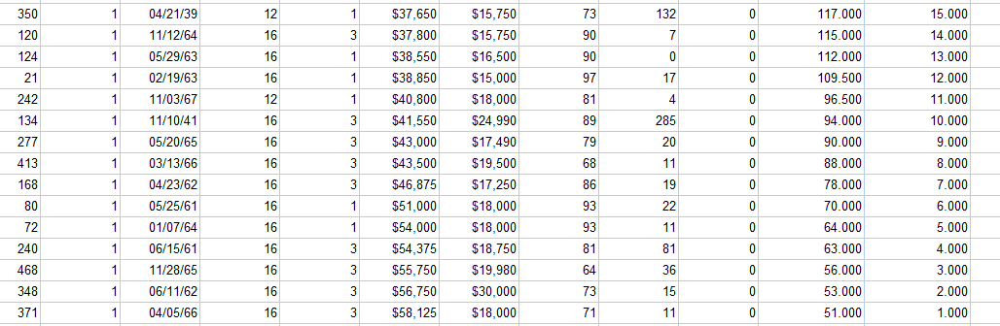 350 1 04/21/39 12 1 $37,650 $15,750 73 132 0 117.000 15.000
120 1 11/12/64 16 3 $37,800 $15,750 90 7 0 115.000 14.000
124 1 05/29/63 16 1 $38,550 $16,500 90 0 0 112.000 13.000
21 1 02/19/63 16 1 $38,850 $15,000 97 17 0 109.500 12.000
242 1 11/03/67 12 1 $40,800 $18,000 81 4 0 96.500 11.000
134 1 11/10/41 16 3 $41,550 $24,990 89 285 0 94.000 10.000
277 1 05/20/65 16 3 $43,000 $17,490 79 20 0 90.000 9.000
413 1 03/13/66 16 3 $43,500 $19,500 68 11 0 88.000 8.000
168 1 04/23/62 16 3 $46,875 $17,250 86 19 0 78.000 7.000
80 1 05/25/61 16 1 $51,000 $18,000 93 22 0 70.000 6.000
72 1 01/07/64 16 1 $54,000 $18,000 93 11 0 64.000 5.000
240 1 06/15/61 16 3 $54,375 $18,750 81 81 0 63.000 4.000
468 1 11/28/65 16 3 $55,750 $19,980 64 36 0 56.000 3.000
348 1 06/11/62 16 3 $56,750 $30,000 73 15 0 53.000 2.000
371 1 04/05/66 16 3 $58,125 $18,000 71 11 0 51.000 1.000